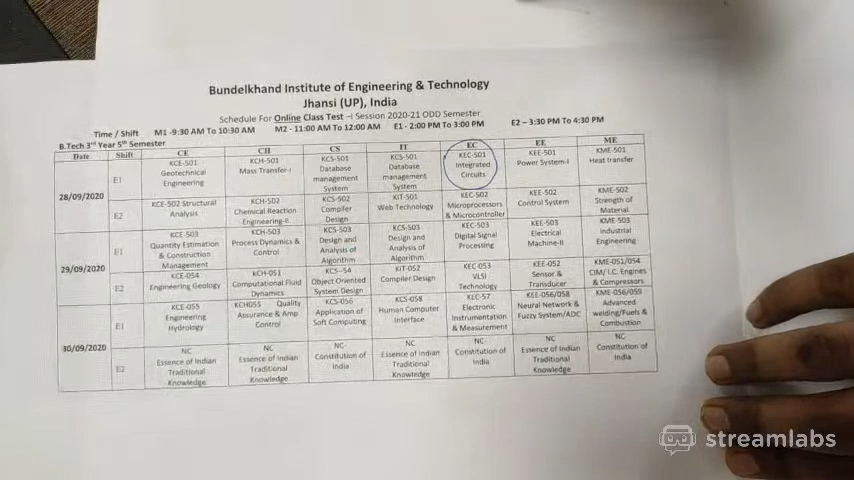 Bundelkhand Institute of Engineering & Technology
Jhansi (UP), India
Schedule For Online Class Test –I Session 2020-21 ODD Semester
Time / Shift M1 -9:30 AM To 10:30 AM M2 - 11:00 AM To 12:00 AM E1 - 2:00 PM To 3:00 PM E2 – 3:30 PM To 4:30 PM
B.Tech 3rd Year 5th Semester
Date Shift CE CH CS IT EC EE ME
28/09/2020
E1
KCE-501
Geotechnical
Engineering
KCH-501
Mass Transfer-I
KCS-501
Database
management
System
KCS-501
Database
management
System
KEC-501
Integrated
Circuits
KEE-501
Power System-I
KME-501
Heat transfer
E2
KCE-502 Structural
Analysis
KCH-502
Chemical Reaction
Engineering-II
KCS-502
Compiler
Design
KIT-501
Web Technology
KEC-502
Microprocessors
& Microcontroller
KEE-502
Control System
KME-502
Strength of
Material
29/09/2020
E1
KCE-503
Quantity Estimation
& Construction
Management
KCH-503
Process Dynamics &
Control
KCS-503
Design and
Analysis of
Algorithm
KCS-503
Design and
Analysis of
Algorithm
KEC-503
Digital Signal
Processing
KEE-503
Electrical
Machine-II
KME-503
Industrial
Engineering
E2
KCE-054
Engineering Geology
KCH-051
Computational Fluid
Dynamics
KCS--54
Object Oriented
System Design
KIT-052
Compiler Design
KEC-053
VLSI
Technology
KEE-052
Sensor &
Transducer
KME-051/054
CIM/ I.C. Engines
& Compressors
30/09/2020
E1
KCE-055
Engineering
Hydrology
KCH055 Quality
Assurance & Amp
Control
KCS-056
Application of
Soft Computing
KCS-058
Human Computer
Interface
KEC-57
Electronic
Instrumentation
& Measurement
KEE-056/058
Neural Network &
Fuzzy System/ADC
KME-056/059
Advanced
welding/Fuels &
Combustion
E2
NC
Essence of Indian
Traditional
Knowledge
NC
Essence of Indian
Traditional
Knowledge
NC-
Constitution of
India
NC
Essence of Indian
Traditional
Knowledge
NC-
Constitution of
India
NC
Essence of Indian
Traditional
Knowledge
NC-
Constitution of
India
streamlabs